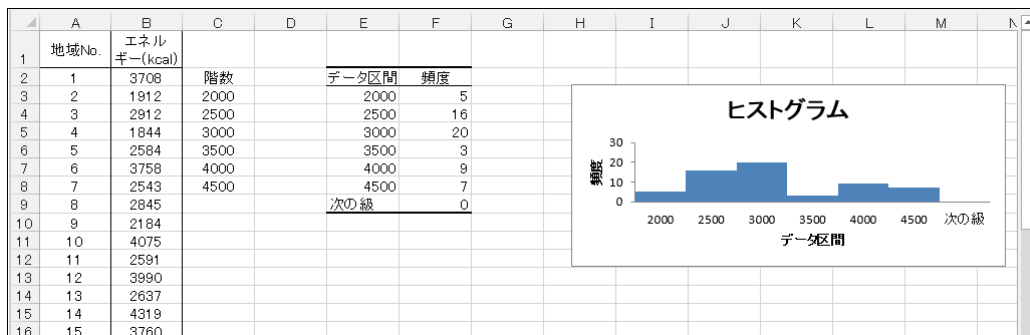 A B C D E F G H I J K L M N
1 地域No. エネル
ギー(kcal)
2 1 3708 階数 データ区間 頻度
3 2 1912 2000 2000 5
4 3 2912 2500 2500 16
5 4 1844 3000 3000 20
6 5 2584 3500 3500 3
7 6 3758 4000 4000 9
8 7 2543 4500 4500 7
9 8 2845 次の級 0
10 9 2184
11 10 4075
12 11 2591
13 12 3990
14 13 2637
15 14 4319
16 15 3760
ヒストグラム
頻度
30
20
10
0
2000 2500 3000 3500 4000 4500 次の級
データ区間